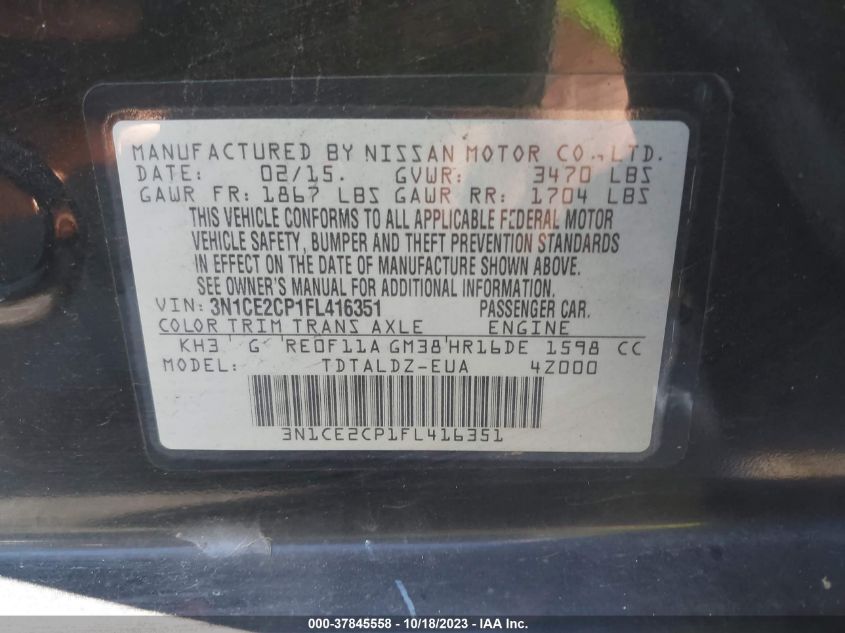 MANUFACTURED BY NISSAN MOTOR CO., LTD.
DATE: 02/15. GVWR: 3470 LBS
GAWR FR: 1867 LBS GAWR RR: 1704 LBS
THIS VEHICLE CONFORMS TO ALL APPLICABLE FEDERAL MOTOR
VEHICLE SAFETY, BUMPER AND THEFT PREVENTION STANDARDS
IN EFFECT ON THE DATE OF MANUFACTURE SHOWN ABOVE.
SEE OWNER'S MANUAL FOR ADDITIONAL INFORMATION.
VIN: 3N1CE2CP1FL416351 PASSENGER CAR.
COLOR TRIM TRANS AXLE ENGINE
KH3 G RE0F11A GM38 HR16DE 1598 CC
MODEL: TDTALDZ-EUA 4Z000
3N1CE2CP1FL416351
000-37845558 - 10/18/2023 - IAA Inc.